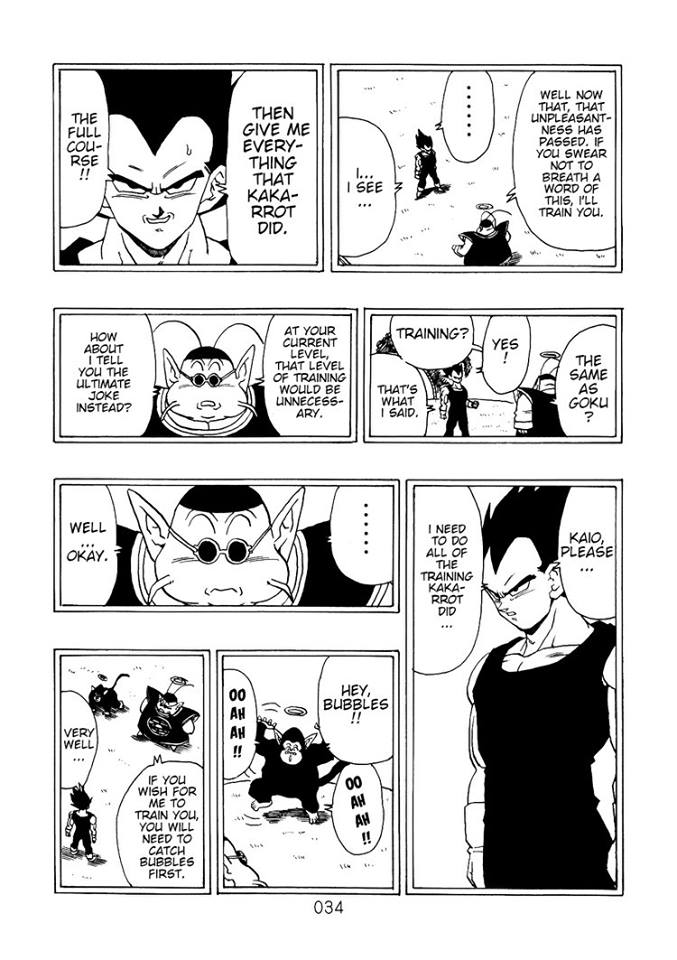 WELL NOW
THAT, THAT
UNPLEASANT-
NESS HAS
PASSED. IF
YOU SWEAR
NOT TO
BREATH A
WORD OF
THIS, I'LL
TRAIN YOU.
......
I...
I SEE
...
THEN
GIVE ME
EVERY-
THING
THAT
KAKA-
RROT
DID.
THE
FULL
COU-
RSE
!!
THE
SAME
AS
GOKU
?
YES
!
TRAINING?
THAT'S
WHAT
I SAID.
AT YOUR
CURRENT
LEVEL,
THAT LEVEL
OF TRAINING
WOULD BE
UNNECESS-
ARY.
HOW
ABOUT
I TELL
YOU THE
ULTIMATE
JOKE
INSTEAD?
KAIO,
PLEASE
...
I NEED
TO DO
ALL OF
THE
TRAINING
KAKA-
RROT
DID
...
......
WELL
...
OKAY.
HEY,
BUBBLES
!!
OO
AH
AH
!!
OO
AH
AH
!!
IF YOU
WISH FOR
ME TO
TRAIN YOU,
YOU WILL
NEED TO
CATCH
BUBBLES
FIRST.
VERY
WELL
...
034